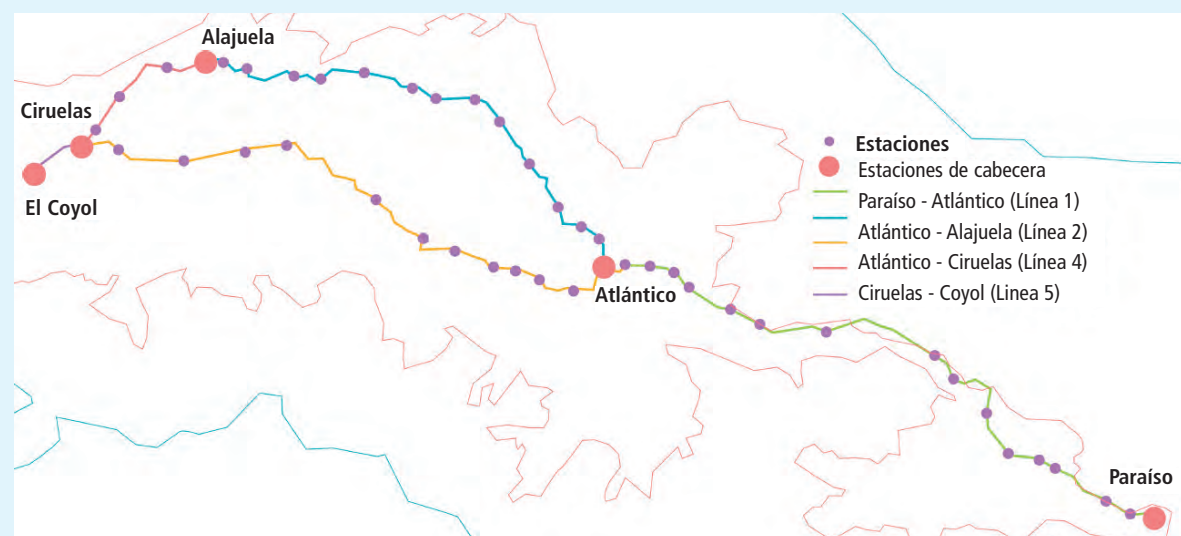 Alajuela
Ciruelas
El Coyol
Atlántico
Paraíso
Estaciones
Estaciones de cabecera
Paraíso - Atlántico (Línea 1)
Atlántico - Alajuela (Línea 2)
Atlántico - Ciruelas (Línea 4)
Ciruelas - Coyol (Linea 5)